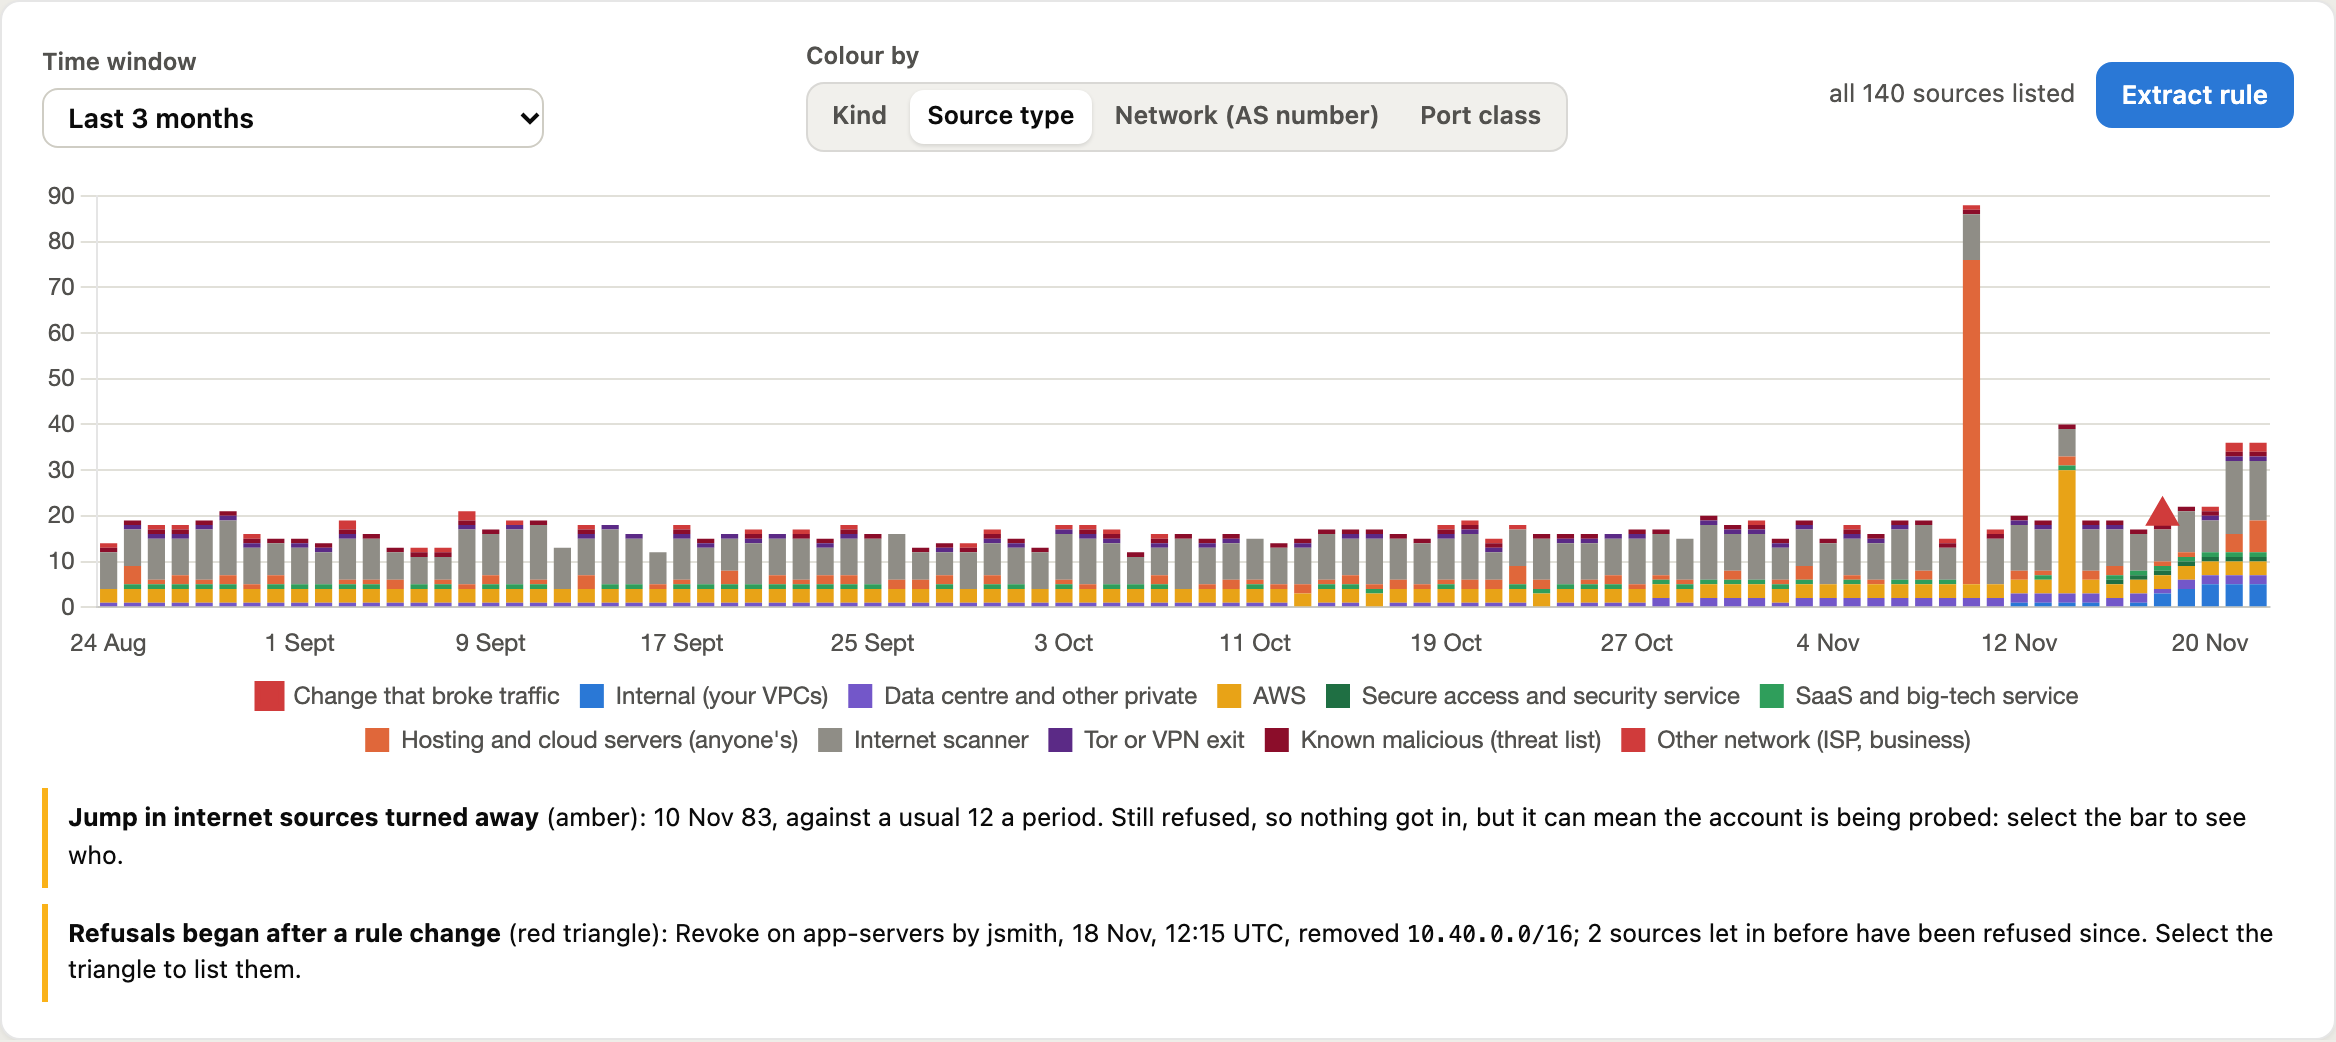 Time window
Last 3 months
Colour by
Kind
Source type
Network (AS number)
Port class
all 140 sources listed
Extract rule
90
80
70
60
50
40
30
20
10
0
24 Aug
1 Sept
9 Sept
17 Sept
25 Sept
3 Oct
11 Oct
19 Oct
27 Oct
4 Nov
12 Nov
20 Nov
Change that broke traffic
Internal (your VPCs)
Data centre and other private
AWS
Secure access and security service
SaaS and big-tech service
Hosting and cloud servers (anyone's)
Internet scanner
Tor or VPN exit
Known malicious (threat list)
Other network (ISP, business)
Jump in internet sources turned away (amber): 10 Nov 83, against a usual 12 a period. Still refused, so nothing got in, but it can mean the account is being probed: select the bar to see
who.
Refusals began after a rule change (red triangle): Revoke on app-servers by jsmith, 18 Nov, 12:15 UTC, removed 10.40.0.0/16; 2 sources let in before have been refused since. Select the
triangle to list them.